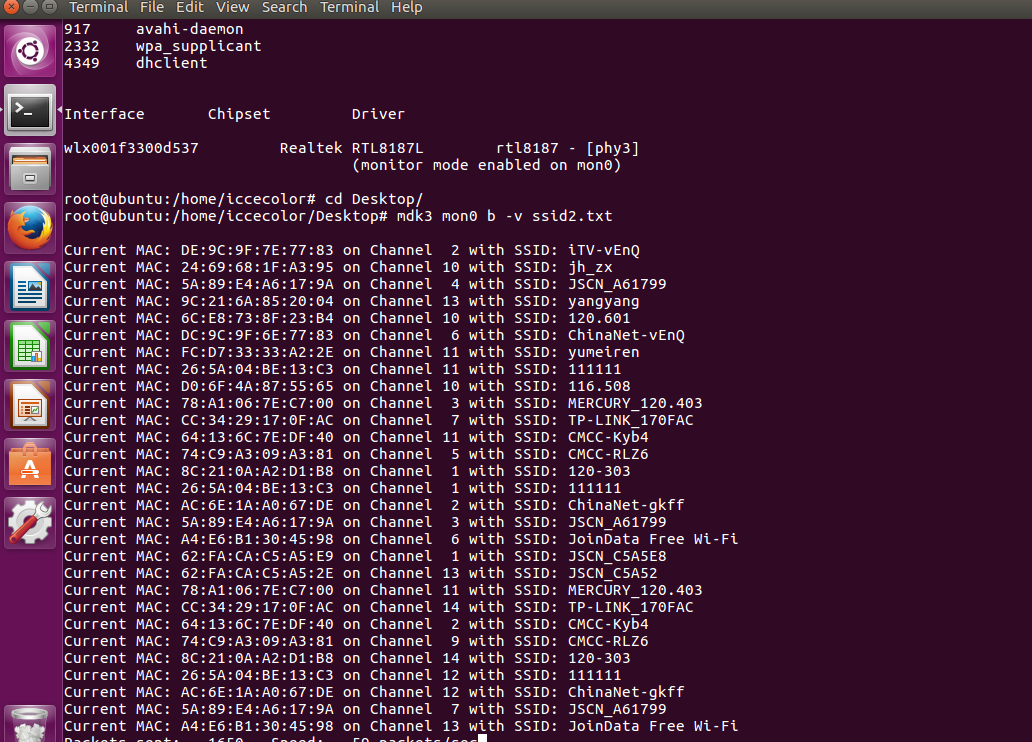 Terminal File Edit View Search Terminal Help
917 avahi-daemon
2332 wpa_supplicant
4349 dhclient
Interface Chipset Driver
wlx001f3300d537 Realtek RTL8187L rtl8187 - [phy3]
(monitor mode enabled on mon0)
root@ubuntu:/home/iccecolor# cd Desktop/
root@ubuntu:/home/iccecolor/Desktop# mdk3 mon0 b -v ssid2.txt
Current MAC: DE:9C:9F:7E:77:83 on Channel 2 with SSID: iTV-vEnQ
Current MAC: 24:69:68:1F:A3:95 on Channel 10 with SSID: jh_zx
Current MAC: 5A:89:E4:A6:17:9A on Channel 4 with SSID: JSCN_A61799
Current MAC: 9C:21:6A:85:20:04 on Channel 13 with SSID: yangyang
Current MAC: 6C:E8:73:8F:23:B4 on Channel 10 with SSID: 120.601
Current MAC: DC:9C:9F:6E:77:83 on Channel 6 with SSID: ChinaNet-vEnQ
Current MAC: FC:D7:33:33:A2:2E on Channel 11 with SSID: yumeiren
Current MAC: 26:5A:04:BE:13:C3 on Channel 11 with SSID: 111111
Current MAC: D0:6F:4A:87:55:65 on Channel 10 with SSID: 116.508
Current MAC: 78:A1:06:7E:C7:00 on Channel 3 with SSID: MERCURY_120.403
Current MAC: CC:34:29:17:0F:AC on Channel 7 with SSID: TP-LINK_170FAC
Current MAC: 64:13:6C:7E:DF:40 on Channel 11 with SSID: CMCC-Kyb4
Current MAC: 74:C9:A3:09:A3:81 on Channel 5 with SSID: CMCC-RLZ6
Current MAC: 8C:21:0A:A2:D1:B8 on Channel 1 with SSID: 120-303
Current MAC: 26:5A:04:BE:13:C3 on Channel 1 with SSID: 111111
Current MAC: AC:6E:1A:A0:67:DE on Channel 2 with SSID: ChinaNet-gkff
Current MAC: 5A:89:E4:A6:17:9A on Channel 3 with SSID: JSCN_A61799
Current MAC: A4:E6:B1:30:45:98 on Channel 6 with SSID: JoinData Free Wi-Fi
Current MAC: 62:FA:CA:C5:A5:E9 on Channel 1 with SSID: JSCN_C5A5E8
Current MAC: 62:FA:CA:C5:A5:2E on Channel 13 with SSID: JSCN_C5A52
Current MAC: 78:A1:06:7E:C7:00 on Channel 11 with SSID: MERCURY_120.403
Current MAC: CC:34:29:17:0F:AC on Channel 14 with SSID: TP-LINK_170FAC
Current MAC: 64:13:6C:7E:DF:40 on Channel 2 with SSID: CMCC-Kyb4
Current MAC: 74:C9:A3:09:A3:81 on Channel 9 with SSID: CMCC-RLZ6
Current MAC: 8C:21:0A:A2:D1:B8 on Channel 14 with SSID: 120-303
Current MAC: 26:5A:04:BE:13:C3 on Channel 12 with SSID: 111111
Current MAC: AC:6E:1A:A0:67:DE on Channel 12 with SSID: ChinaNet-gkff
Current MAC: 5A:89:E4:A6:17:9A on Channel 7 with SSID: JSCN_A61799
Current MAC: A4:E6:B1:30:45:98 on Channel 13 with SSID: JoinData Free Wi-Fi
Packets sent: Speed: packets/sec